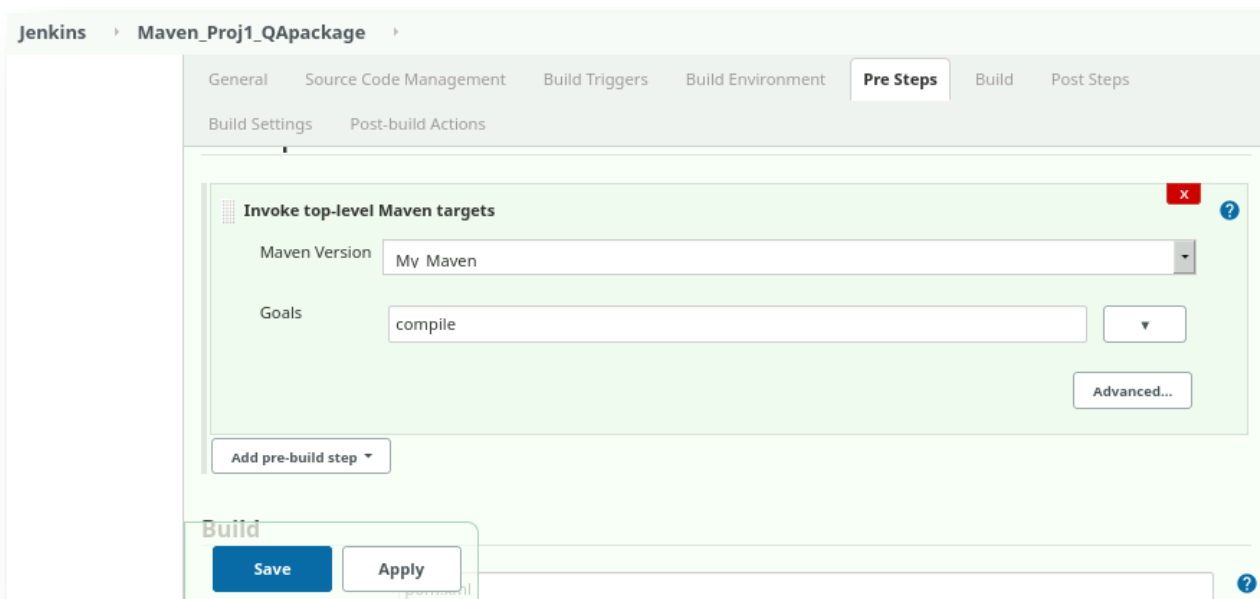 Jenkins Maven_Proj1_QApackage
General Source Code Management Build Triggers Build Environment Pre Steps Build Post Steps
Build Settings Post-build Actions
Invoke top-level Maven targets
X
?
Maven Version My Maven
Goals compile
Advanced...
Add pre-build step
Build
Save Apply
pom.xml
?